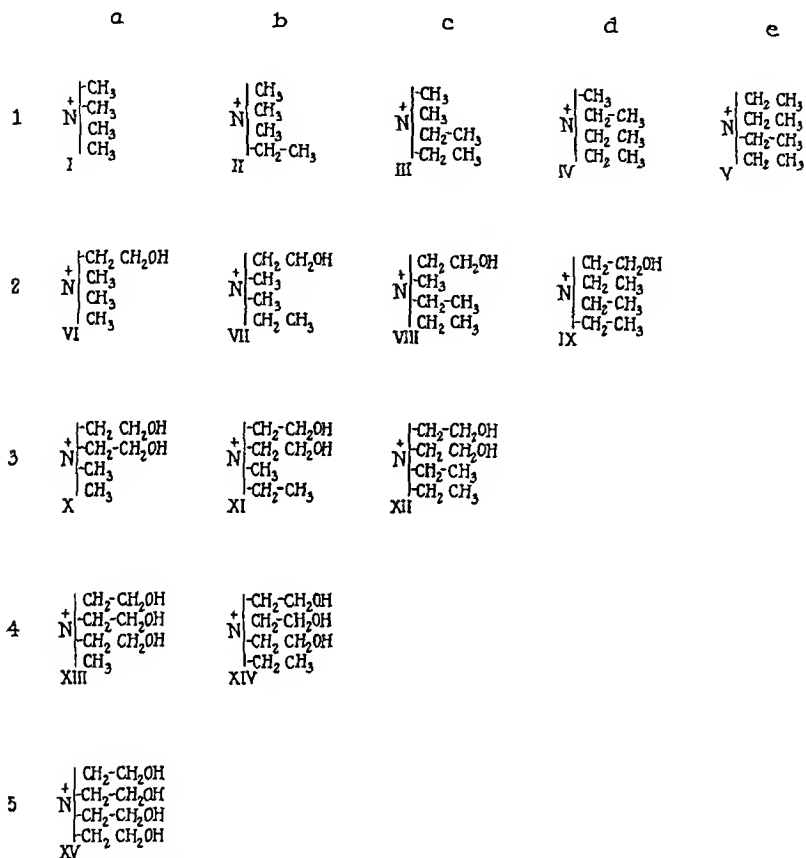 a b c d e
1
N+ -CH3 -CH3 CH3 CH3 I
N+ CH3 CH3 CH3 -CH2-CH3 II
N+ -CH3 CH3 CH2-CH3 -CH2 CH3 III
N+ -CH3 CH2-CH3 CH2 CH3 CH2 CH3 IV
N+ CH2 CH3 CH2 CH3 -CH2-CH3 CH2 CH3 V
2
N+ -CH2 CH2OH CH3 CH3 CH3 VI
N+ CH2 CH2OH -CH3 -CH3 CH2 CH3 VII
N+ CH2 CH2OH -CH3 -CH2-CH3 CH2 CH3 VIII
N+ CH2-CH2OH CH2 CH3 CH2-CH3 -CH2-CH3 IX
3
N+ -CH2 CH2OH -CH2-CH2OH -CH3 CH3 X
N+ -CH2-CH2OH CH2 CH2OH -CH3 -CH2-CH3 XI
N+ -CH2-CH2OH -CH2 CH2OH -CH2-CH3 -CH2 CH3 XII
4
N+ CH2-CH2OH -CH2-CH2OH -CH2 CH2OH CH3 XIII
N+ -CH2-CH2OH CH2-CH2OH -CH2 CH2OH -CH2 CH3 XIV
5
N+ CH2-CH2OH -CH2-CH2OH -CH2-CH2OH -CH2 CH2OH XV